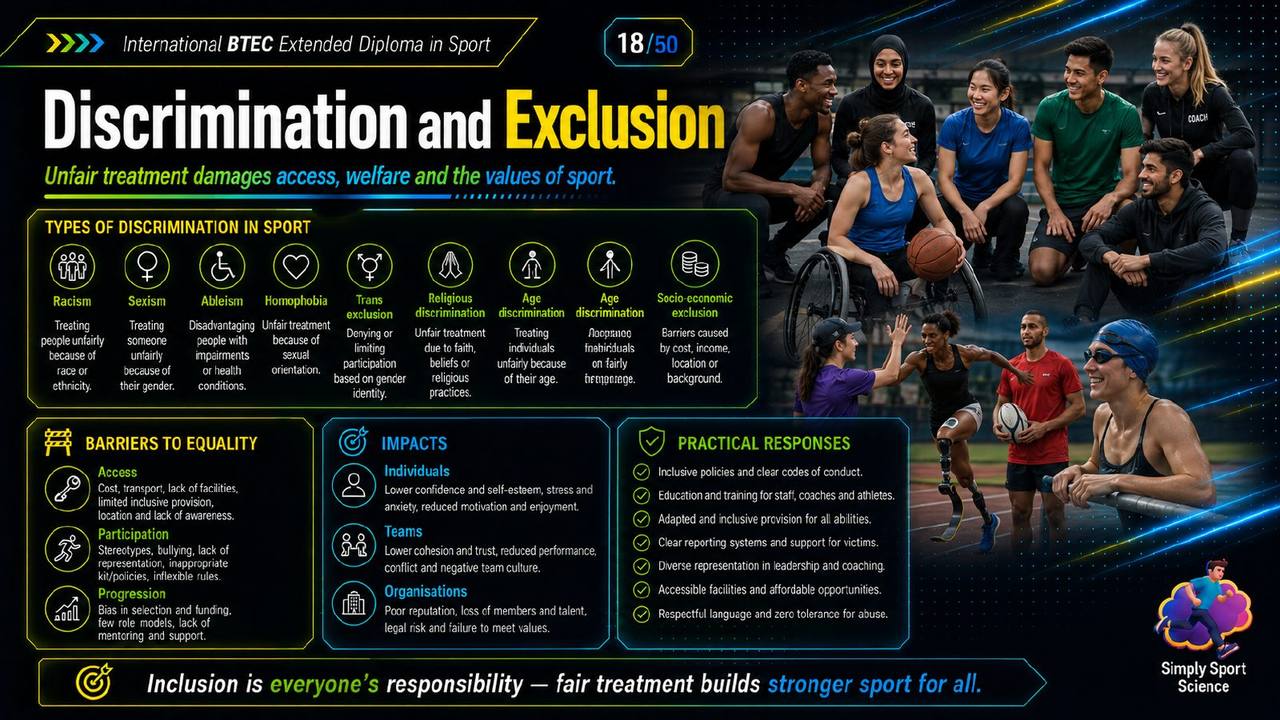 International BTEC Extended Diploma in Sport
18/50
Discrimination and Exclusion
Unfair treatment damages access, welfare and the values of sport.
TYPES OF DISCRIMINATION IN SPORT
Racism
Treating
people unfairly
because of
race or
ethnicity.
Sexism
Treating
someone
unfairly
because of
their gender.
Ableism
Disadvantaging
people with
impairments
or health
conditions.
Homophobia
Unfair treatment
because of
sexual
orientation.
Trans
exclusion
Denying or
limiting
participation
based on gender
identity.
Religious
discrimination
Unfair treatment
due to faith,
beliefs or
religious
practices.
Age
discrimination
Treating
individuals
unfairly because
of their age.
Age
discrimination
on fairly
Socio-economic
exclusion
Barriers caused
by cost, income,
location or
background.
BARRIERS TO EQUALITY
Access
Cost, transport, lack of facilities,
limited inclusive provision,
location and lack of awareness.
Participation
Stereotypes, bullying, lack of
representation, inappropriate
kit/policies, inflexible rules.
Progression
Bias in selection and funding,
few role models, lack of
mentoring and support.
IMPACTS
Individuals
Lower confidence and self-esteem, stress and
anxiety, reduced motivation and enjoyment.
Teams
Lower cohesion and trust, reduced performance,
conflict and negative team culture.
Organisations
Poor reputation, loss of members and talent,
legal risk and failure to meet values.
PRACTICAL RESPONSES
Inclusive policies and clear codes of conduct.
Education and training for staff, coaches and athletes.
Adapted and inclusive provision for all abilities.
Clear reporting systems and support for victims.
Diverse representation in leadership and coaching.
Accessible facilities and affordable opportunities.
Respectful language and zero tolerance for abuse.
COACH
Inclusion is everyone's responsibility — fair treatment builds stronger sport for all.
Simply Sport
Science